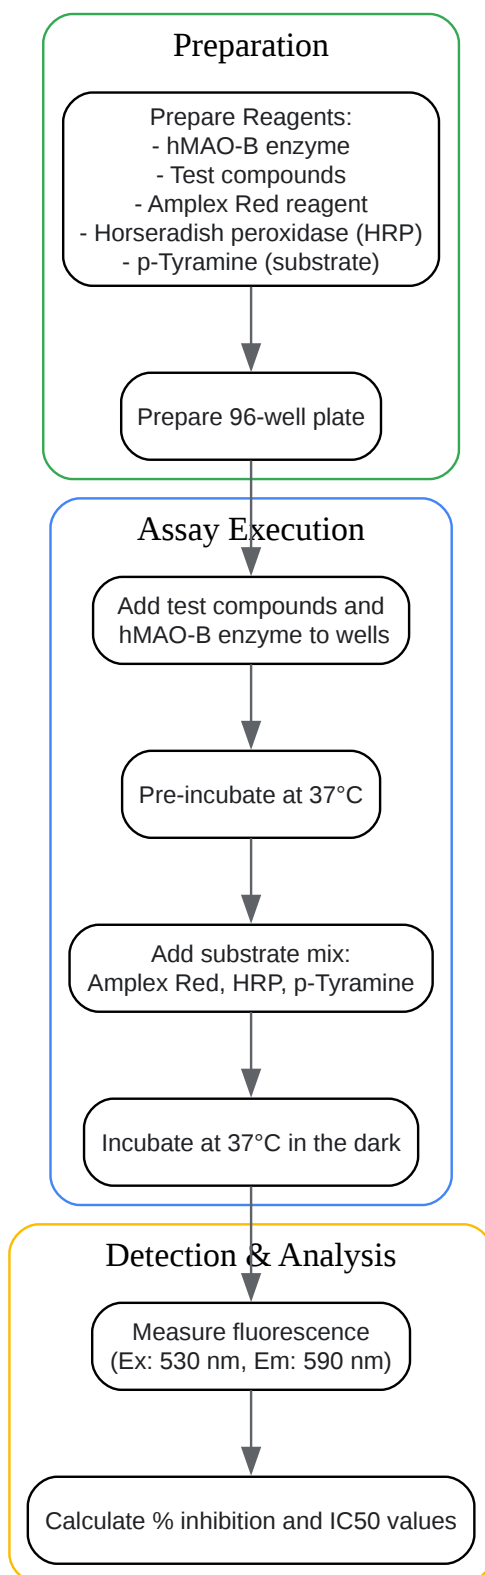 Preparation
Prepare Reagents:
- hMAO-B enzyme
- Test compounds
- Amplex Red reagent
- Horseradish peroxidase (HRP)
- p-Tyramine (substrate)
Prepare 96-well plate
Assay Execution
Add test compounds and
hMAO-B enzyme to wells
Pre-incubate at 37°C
Add substrate mix:
Amplex Red, HRP, p-Tyramine
Incubate at 37°C in the dark
Detection & Analysis
Measure fluorescence
(Ex: 530 nm, Em: 590 nm)
Calculate % inhibition and IC50 values